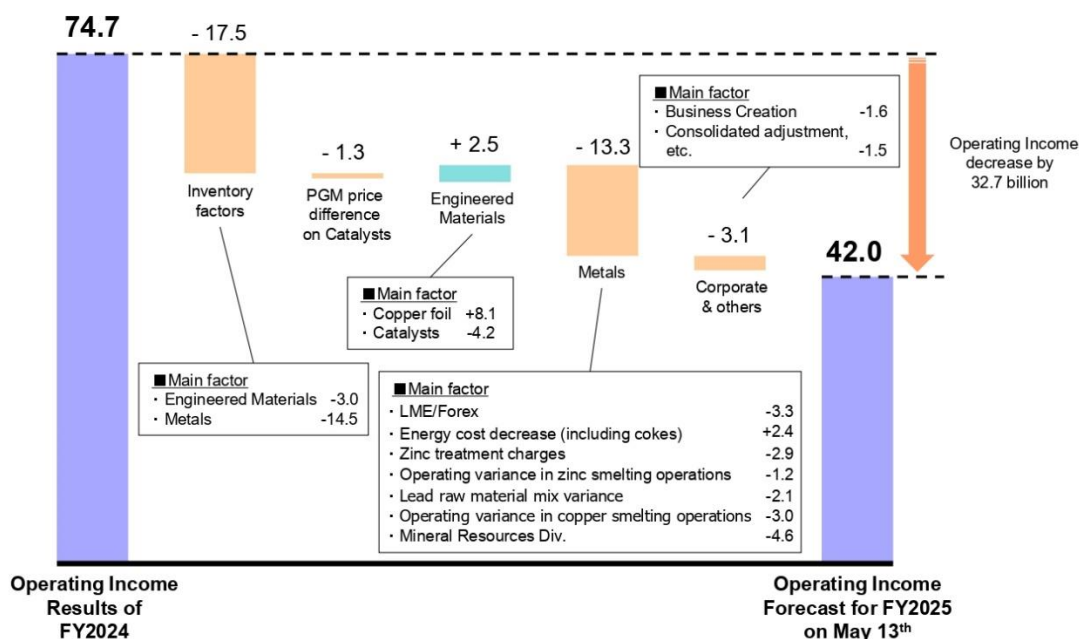 74.7
- 17.5
Inventory
factors
- 1.3
PGM price
difference
on Catalysts
+ 2.5
Engineered
Materials
- 13.3
Metals
■Main factor
・Business Creation -1.6
・Consolidated adjustment,
etc. -1.5
- 3.1
Corporate
& others
Operating Income
decrease by
32.7 billion
42.0
■Main factor
・Copper foil +8.1
・Catalysts -4.2
■Main factor
・Engineered Materials -3.0
・Metals -14.5
■Main factor
・LME/Forex -3.3
・Energy cost decrease (including cokes) +2.4
・Zinc treatment charges -2.9
・Operating variance in zinc smelting operations -1.2
・Lead raw material mix variance -2.1
・Operating variance in copper smelting operations -3.0
・Mineral Resources Div. -4.6
Operating Income
Results of
FY2024
Operating Income
Forecast for FY2025
on May 13th